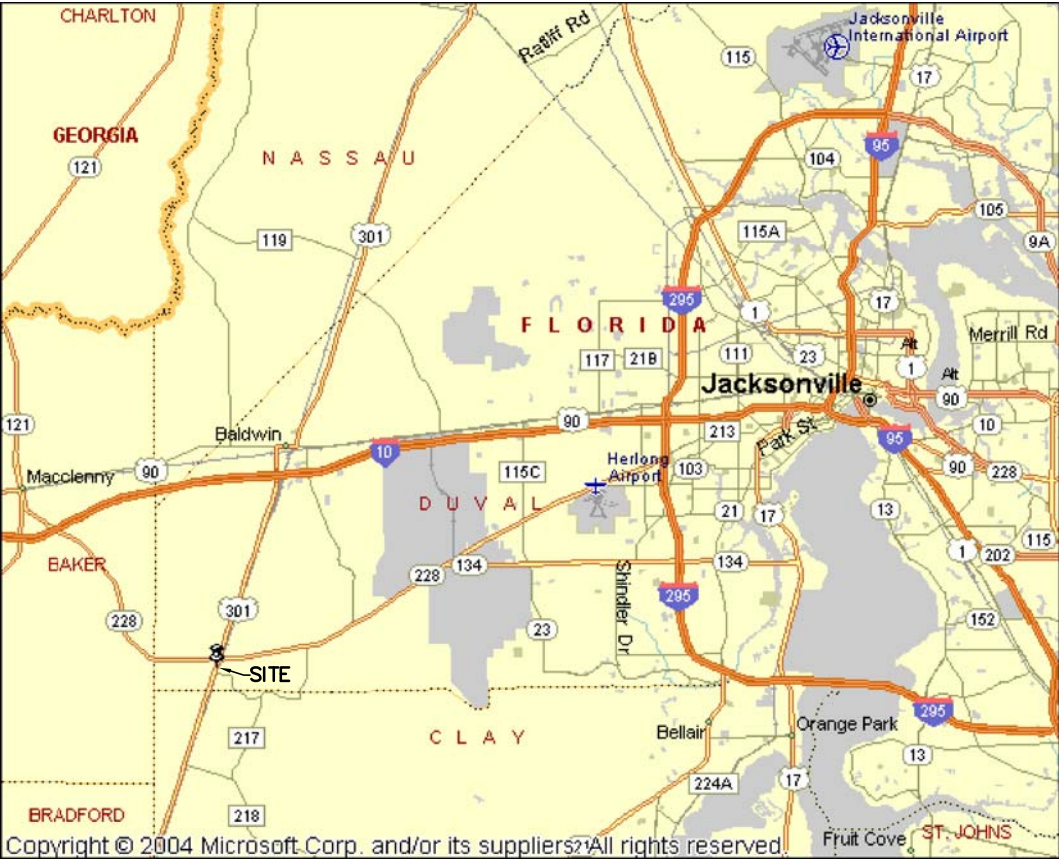 CHARLTON
Ratliff Rd
Jacksonville
International Airport
115
17
GEORGIA
121
NASSAU
95
104
119
301
115A
105
9A
295
1
17
FLORIDA
Merrill Rd
117
21B
111
23
Alt
1
Jacksonville
Alt
90
121
Baldwin
90
213
Park St
10
10
95
Macclenny
90
115C
Herlong
Airport
103
90
228
DUVAL
21
17
13
BAKER
228
134
134
1
202
115
Shindler Dr
295
301
228
23
152
SITE
217
CLAY
Bellair
Orange Park
295
13
224A
17
BRADFORD
218
Fruit Cove
ST. JOHNS
21
Copyright © 2004 Microsoft Corp. and/or its suppliers. All rights reserved.